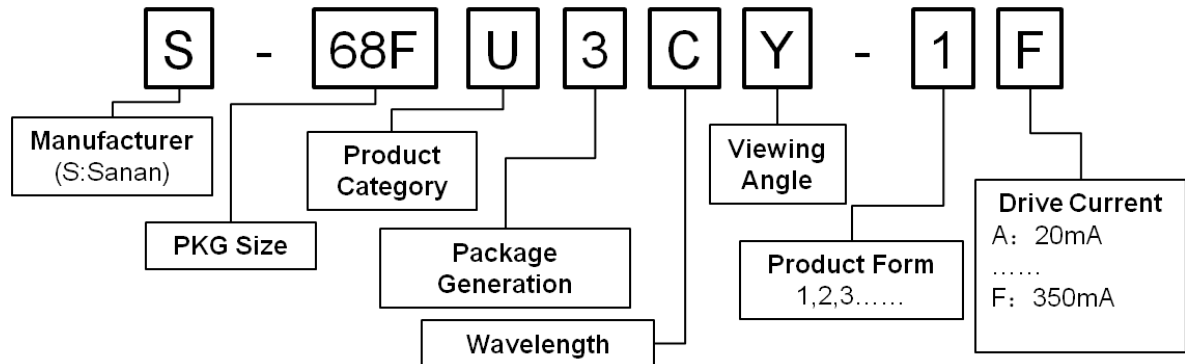 S - 68F U 3 C Y - 1 F
Manufacturer
(S:Sanan)
PKG Size
Product
Category
Package
Generation
Wavelength
Viewing
Angle
Product Form
1,2,3……
Drive Current
A：20mA
……
F：350mA